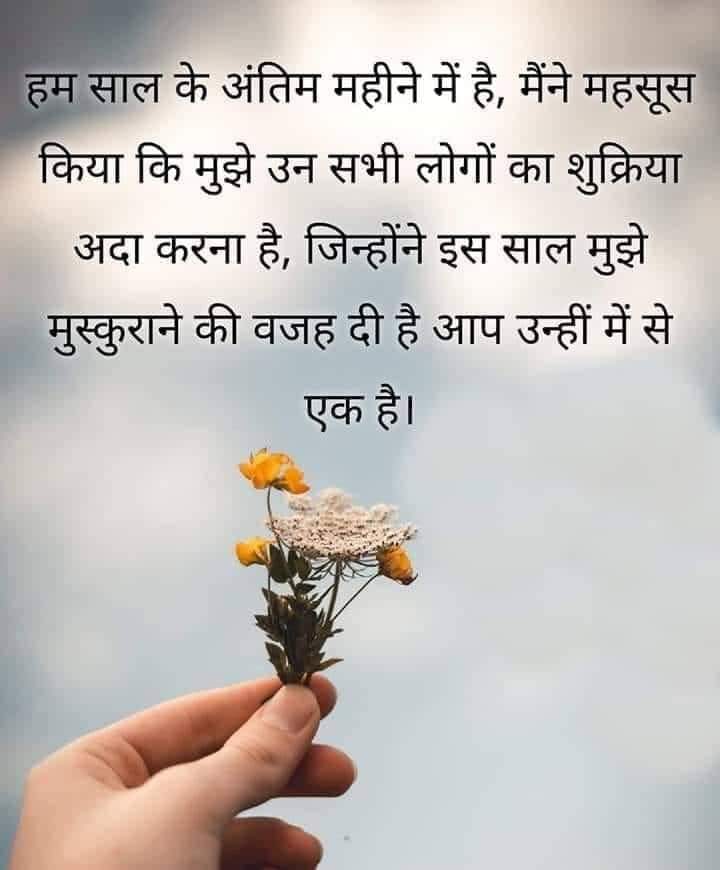 हम साल के अंतिम महीने में है, मैंने महसूस
किया कि मुझे उन सभी लोगों का शुक्रिया
अदा करना है, जिन्होंने इस साल मुझे
मुस्कुराने की वजह दी है आप उन्हीं में से
एक है।